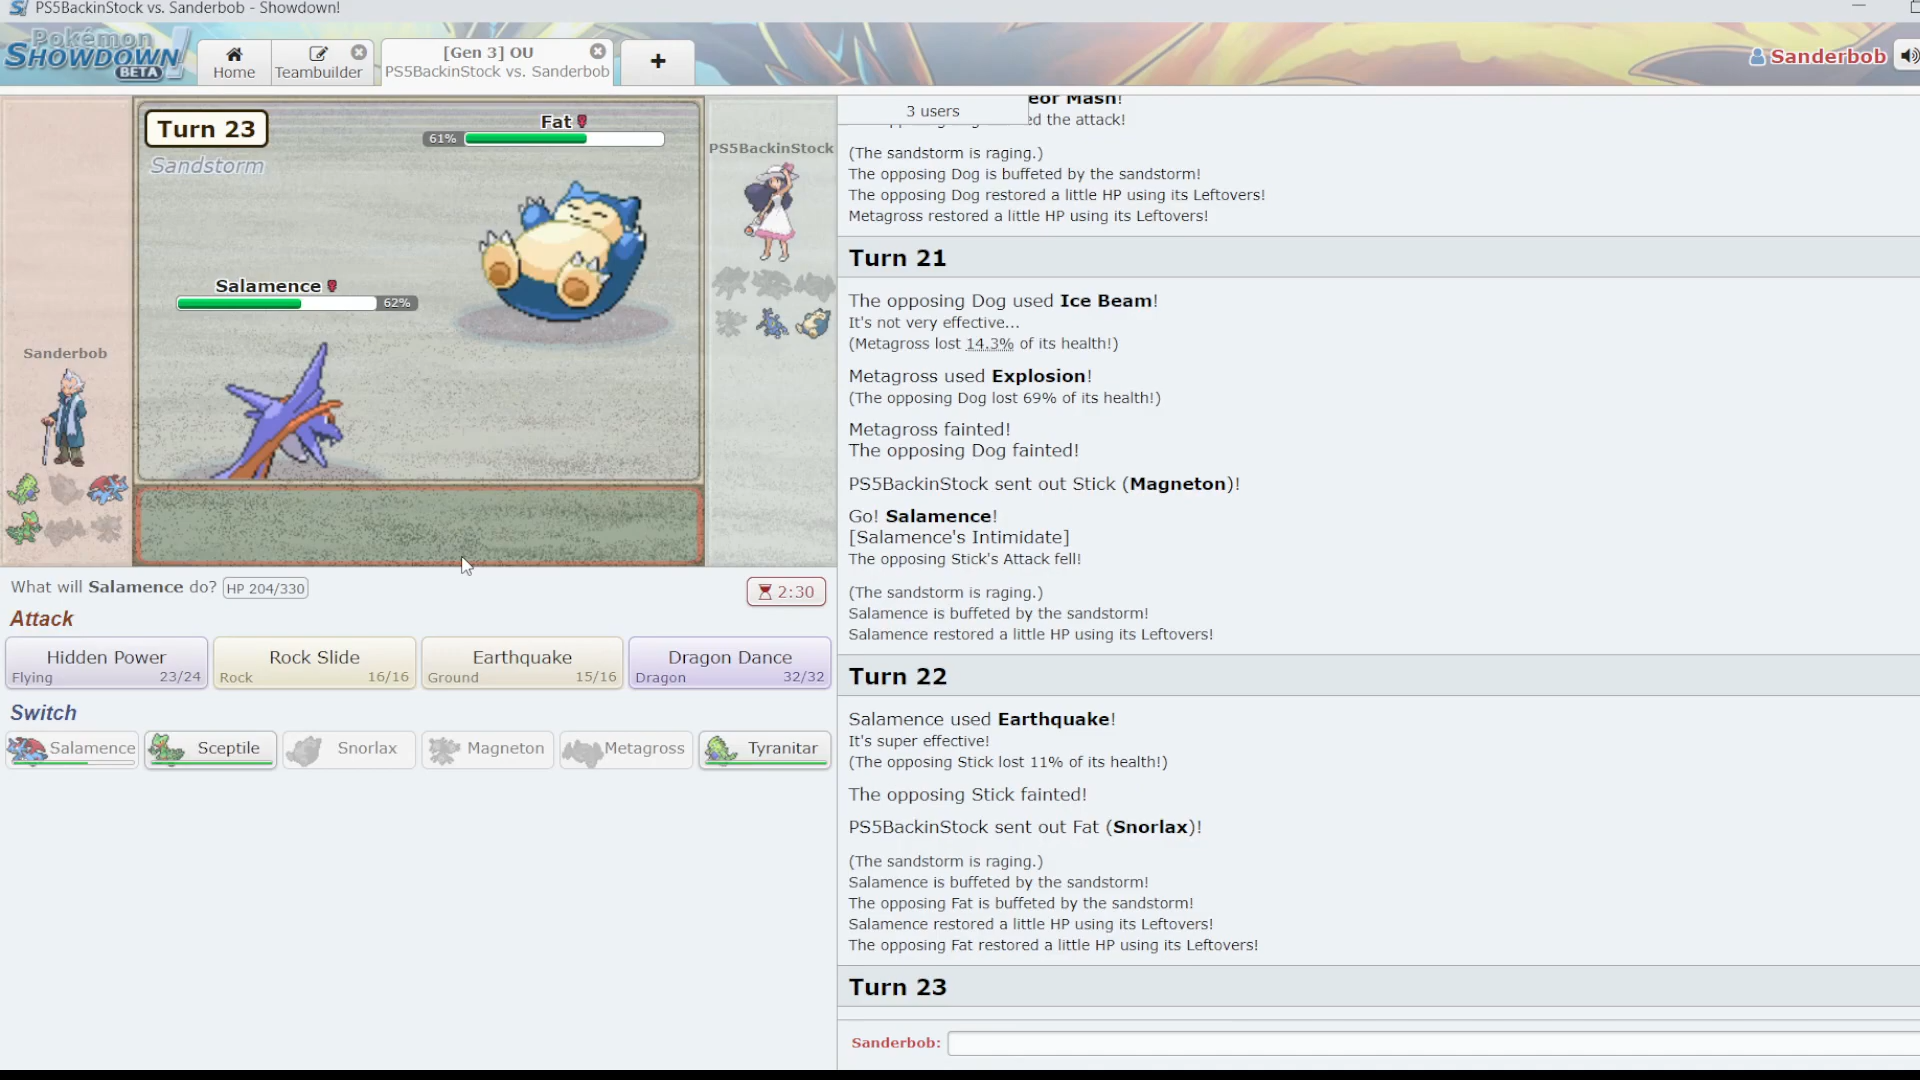 PS5BackinStock vs. Sanderbob - Showdown!
Pokémon
SHOWDOWN!
BETA
Home
Teambuilder
[Gen 3] OU
PS5BackinStock vs. Sanderbob
+
Sanderbob
Turn 23
Sandstorm
Fat
61%
Salamence
62%
Sanderbob
PS5BackinStock
What will Salamence do? HP 204/330
2:30
Attack
Hidden Power
Flying 23/24
Rock Slide
Rock 16/16
Earthquake
Ground 15/16
Dragon Dance
Dragon 32/32
Switch
Salamence
Sceptile
Snorlax
Magneton
Metagross
Tyranitar
3 users
Mash!
the attack!
(The sandstorm is raging.)
The opposing Dog is buffeted by the sandstorm!
The opposing Dog restored a little HP using its Leftovers!
Metagross restored a little HP using its Leftovers!
Turn 21
The opposing Dog used Ice Beam!
It's not very effective...
(Metagross lost 14.3% of its health!)
Metagross used Explosion!
(The opposing Dog lost 69% of its health!)
Metagross fainted!
The opposing Dog fainted!
PS5BackinStock sent out Stick (Magneton)!
Go! Salamence!
[Salamence's Intimidate]
The opposing Stick's Attack fell!
(The sandstorm is raging.)
Salamence is buffeted by the sandstorm!
Salamence restored a little HP using its Leftovers!
Turn 22
Salamence used Earthquake!
It's super effective!
(The opposing Stick lost 11% of its health!)
The opposing Stick fainted!
PS5BackinStock sent out Fat (Snorlax)!
(The sandstorm is raging.)
Salamence is buffeted by the sandstorm!
The opposing Fat is buffeted by the sandstorm!
Salamence restored a little HP using its Leftovers!
The opposing Fat restored a little HP using its Leftovers!
Turn 23
Sanderbob: